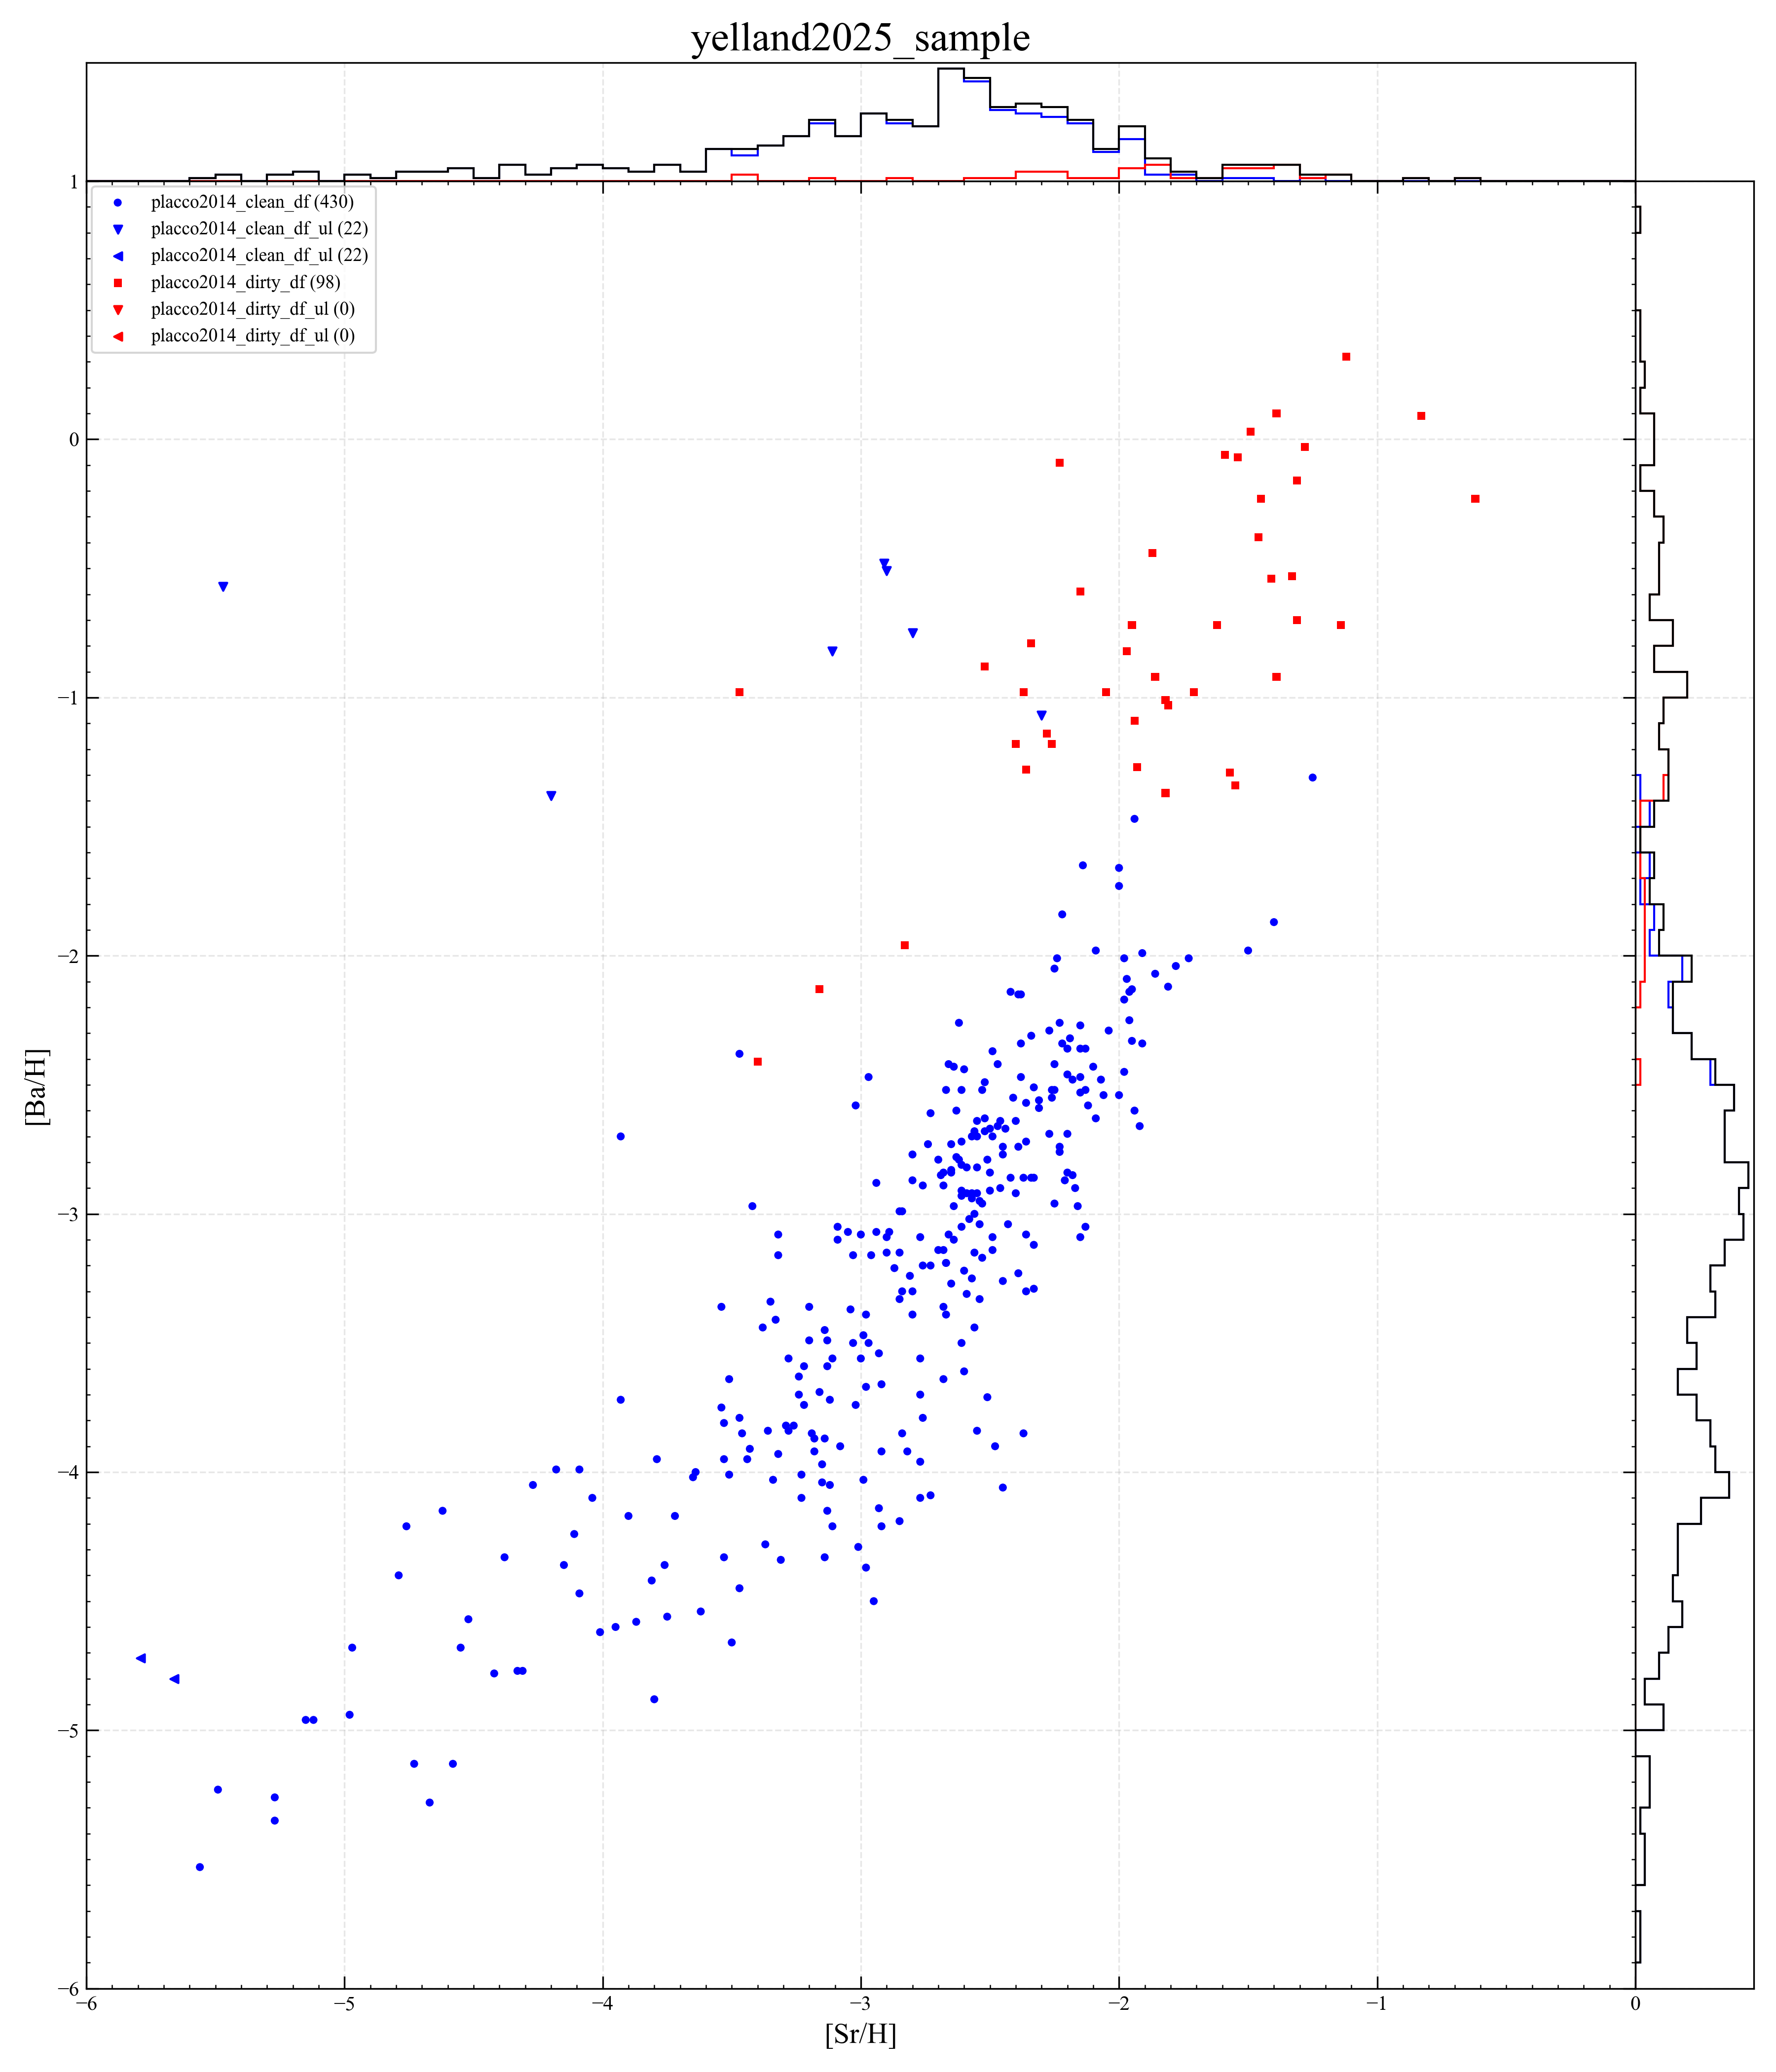 yelland2025_sample
placco2014_clean_df (430)
placco2014_clean_df_ul (22)
placco2014_clean_df_ul (22)
placco2014_dirty_df (98)
placco2014_dirty_df_ul (0)
placco2014_dirty_df_ul (0)
1
0
−1
−2
−3
−4
−5
−6
[Ba/H]
−6 −5 −4 −3 −2 −1 0
[Sr/H]